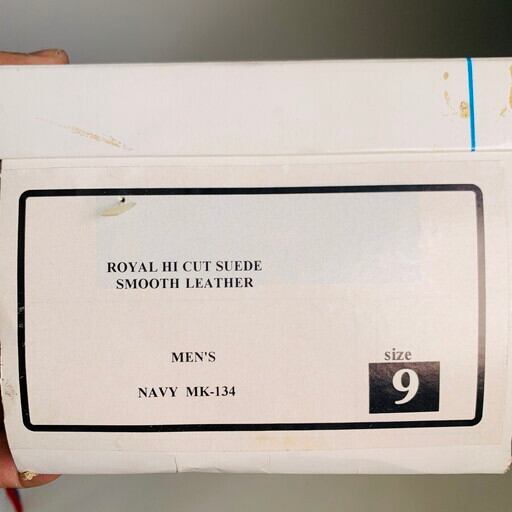 ROYAL HI CUT SUEDE
SMOOTH LEATHER
MEN'S
NAVY MK-134
size
9